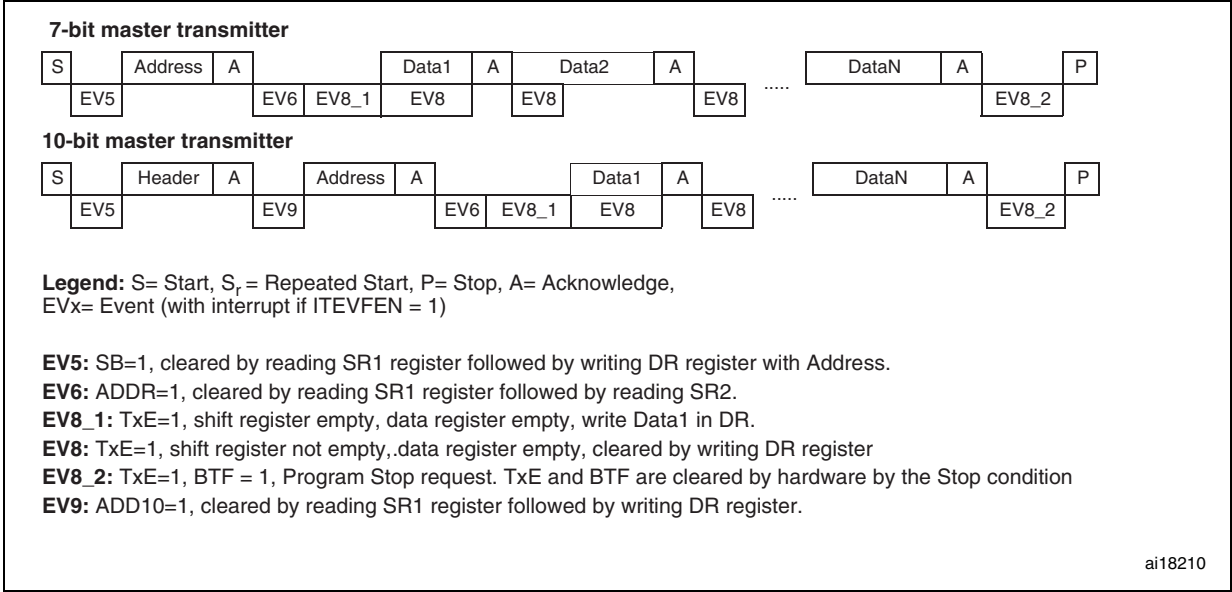 7-bit master transmitter
S Address A Data1 A Data2 A ..... DataN A P
EV5 EV6 EV8_1 EV8 EV8 EV8 EV8_2
10-bit master transmitter
S Header A Address A Data1 A ..... DataN A P
EV5 EV9 EV6 EV8_1 EV8 EV8 EV8_2
Legend: S= Start, Sr = Repeated Start, P= Stop, A= Acknowledge,
EVx= Event (with interrupt if ITEVFEN = 1)
EV5: SB=1, cleared by reading SR1 register followed by writing DR register with Address.
EV6: ADDR=1, cleared by reading SR1 register followed by reading SR2.
EV8_1: TxE=1, shift register empty, data register empty, write Data1 in DR.
EV8: TxE=1, shift register not empty,.data register empty, cleared by writing DR register
EV8_2: TxE=1, BTF = 1, Program Stop request. TxE and BTF are cleared by hardware by the Stop condition
EV9: ADD10=1, cleared by reading SR1 register followed by writing DR register.
ai18210